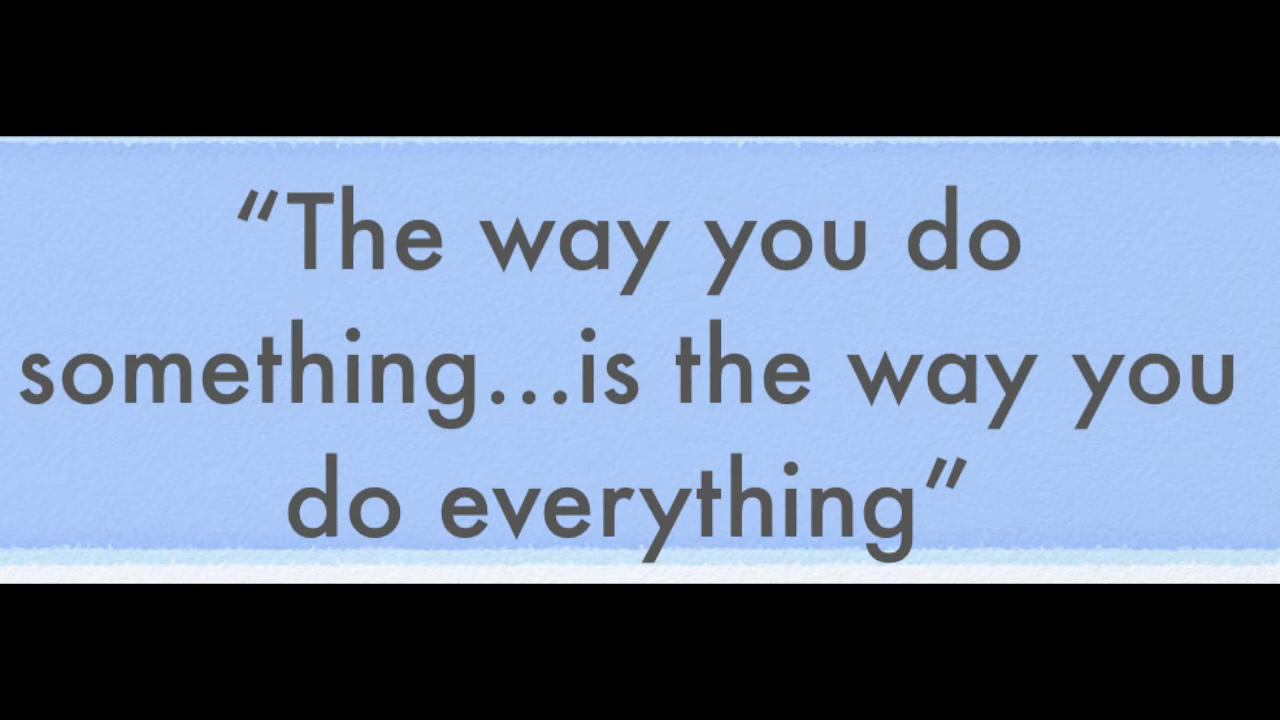 “The way you do
something...is the way you
do everything”